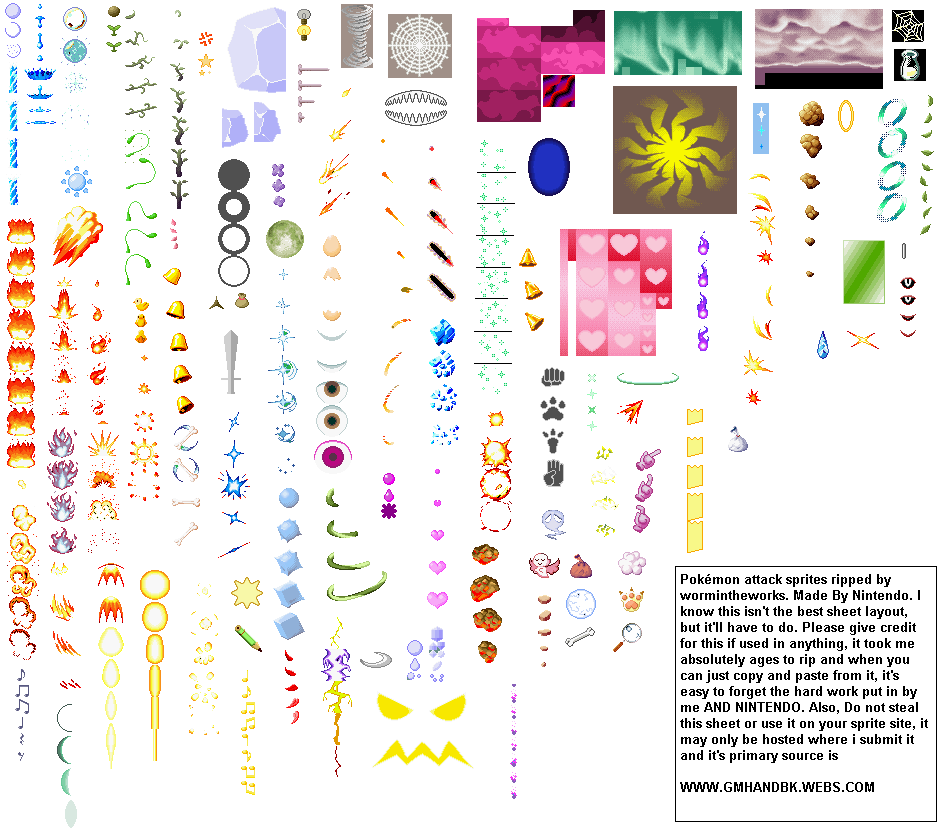 Pokémon attack sprites ripped by
wormintheworks. Made By Nintendo. I
know this isn't the best sheet layout,
but it'll have to do. Please give credit
for this if used in anything, it took me
absolutely ages to rip and when you
can just copy and paste from it, it's
easy to forget the hard work put in by
me AND NINTENDO. Also, Do not steal
this sheet or use it on your sprite site, it
may only be hosted where i submit it
and it's primary source is
WWW.GMHANDBK.WEBS.COM